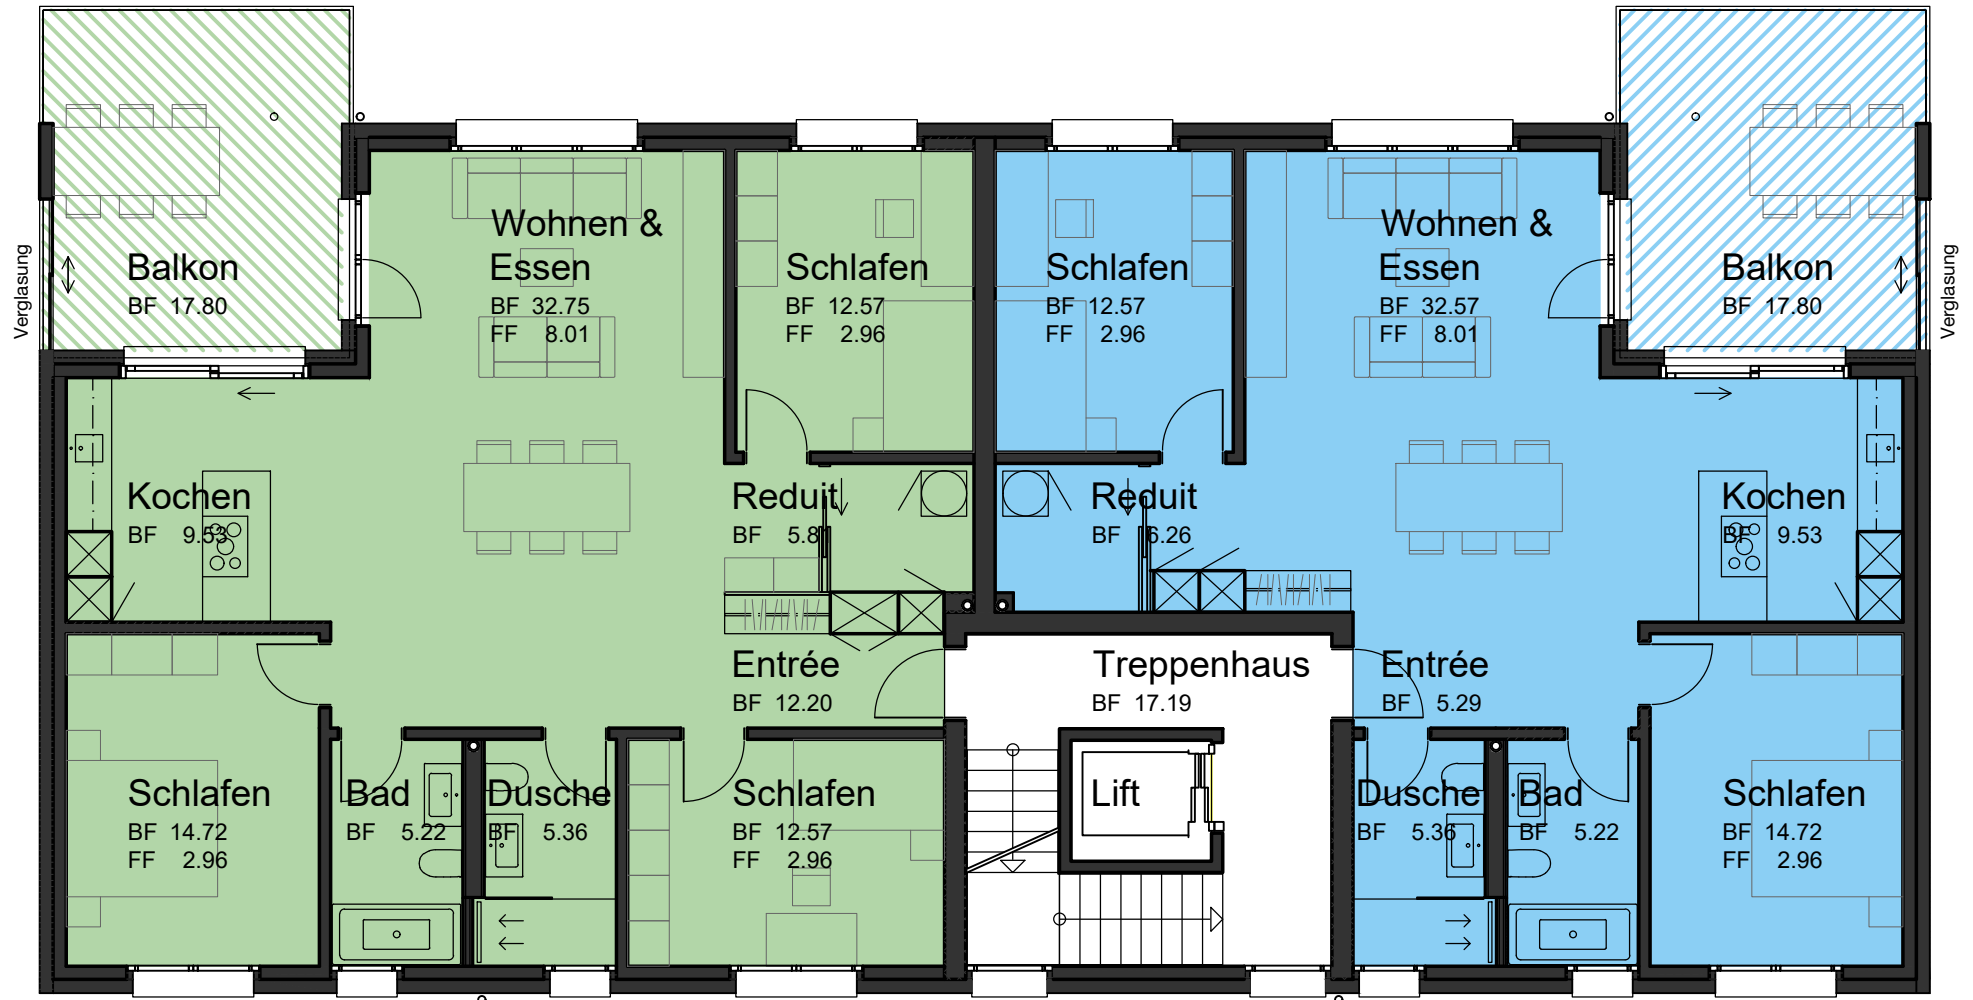 Verglasung
Balkon
BF 17.80
Wohnen &
Essen
BF 32.75
FF 8.01
Schlafen
BF 12.57
FF 2.96
Schlafen
BF 12.57
FF 2.96
Wohnen &
Essen
BF 32.57
FF 8.01
Balkon
BF 17.80
Verglasung
Kochen
BF 9.53
Reduit
BF 5.8
Reduit
BF 6.26
Kochen
BF 9.53
Entrée
BF 12.20
Treppenhaus
BF 17.19
Entrée
BF 5.29
Schlafen
BF 14.72
FF 2.96
Bad
BF 5.22
Dusche
BF 5.36
Schlafen
BF 12.57
FF 2.96
Lift
Dusche
BF 5.36
Bad
BF 5.22
Schlafen
BF 14.72
FF 2.96